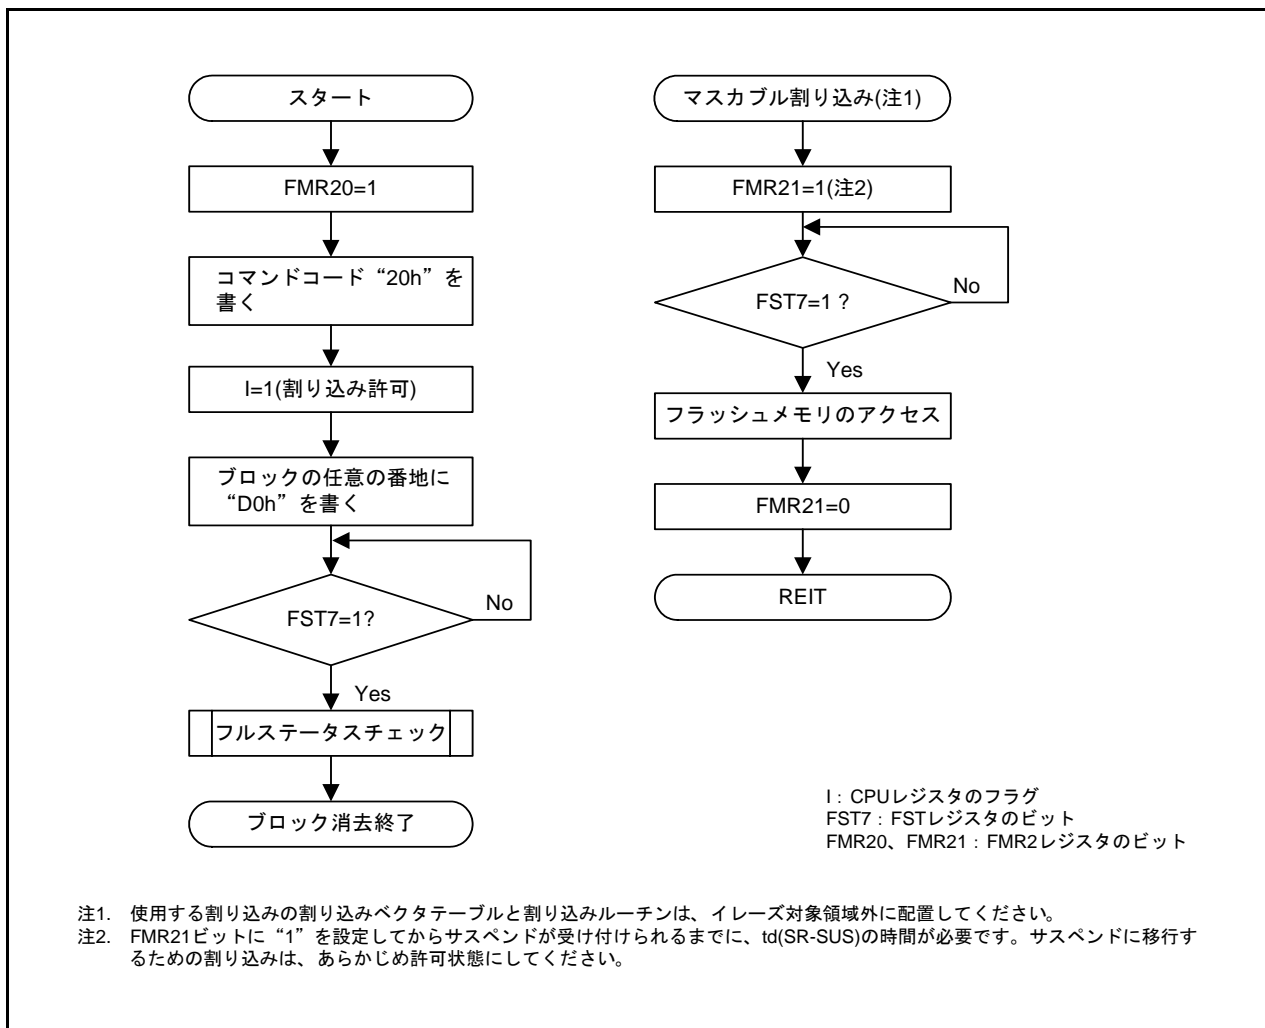 スタート
FMR20=1
コマンドコード“20h”を
書く
I=1(割り込み許可)
ブロックの任意の番地に
“D0h”を書く
FST7=1?
No
Yes
フルステータスチェック
ブロック消去終了
マスカブル割り込み(注1)
FMR21=1(注2)
FST7=1 ?
No
Yes
フラッシュメモリのアクセス
FMR21=0
REIT
I : CPUレジスタのフラグ
FST7 : FSTレジスタのビット
FMR20、FMR21 : FMR2レジスタのビット
注1. 使用する割り込みの割り込みベクタテーブルと割り込みルーチンは、イレーズ対象領域外に配置してください。
注2. FMR21ビットに“1”を設定してからサスペンドが受け付けられるまでに、td(SR-SUS)の時間が必要です。サスペンドに移行す
るための割り込みは、あらかじめ許可状態にしてください。